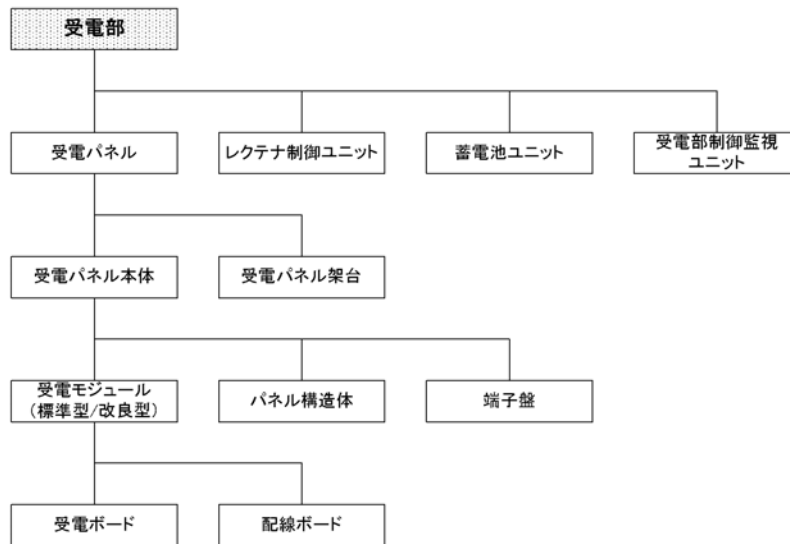 受電部
受電パネル
レクテナ制御ユニット
蓄電池ユニット
受電部制御監視
ユニット
受電パネル本体
受電パネル架台
受電モジュール
(標準型/改良型)
パネル構造体
端子盤
受電ボード
配線ボード